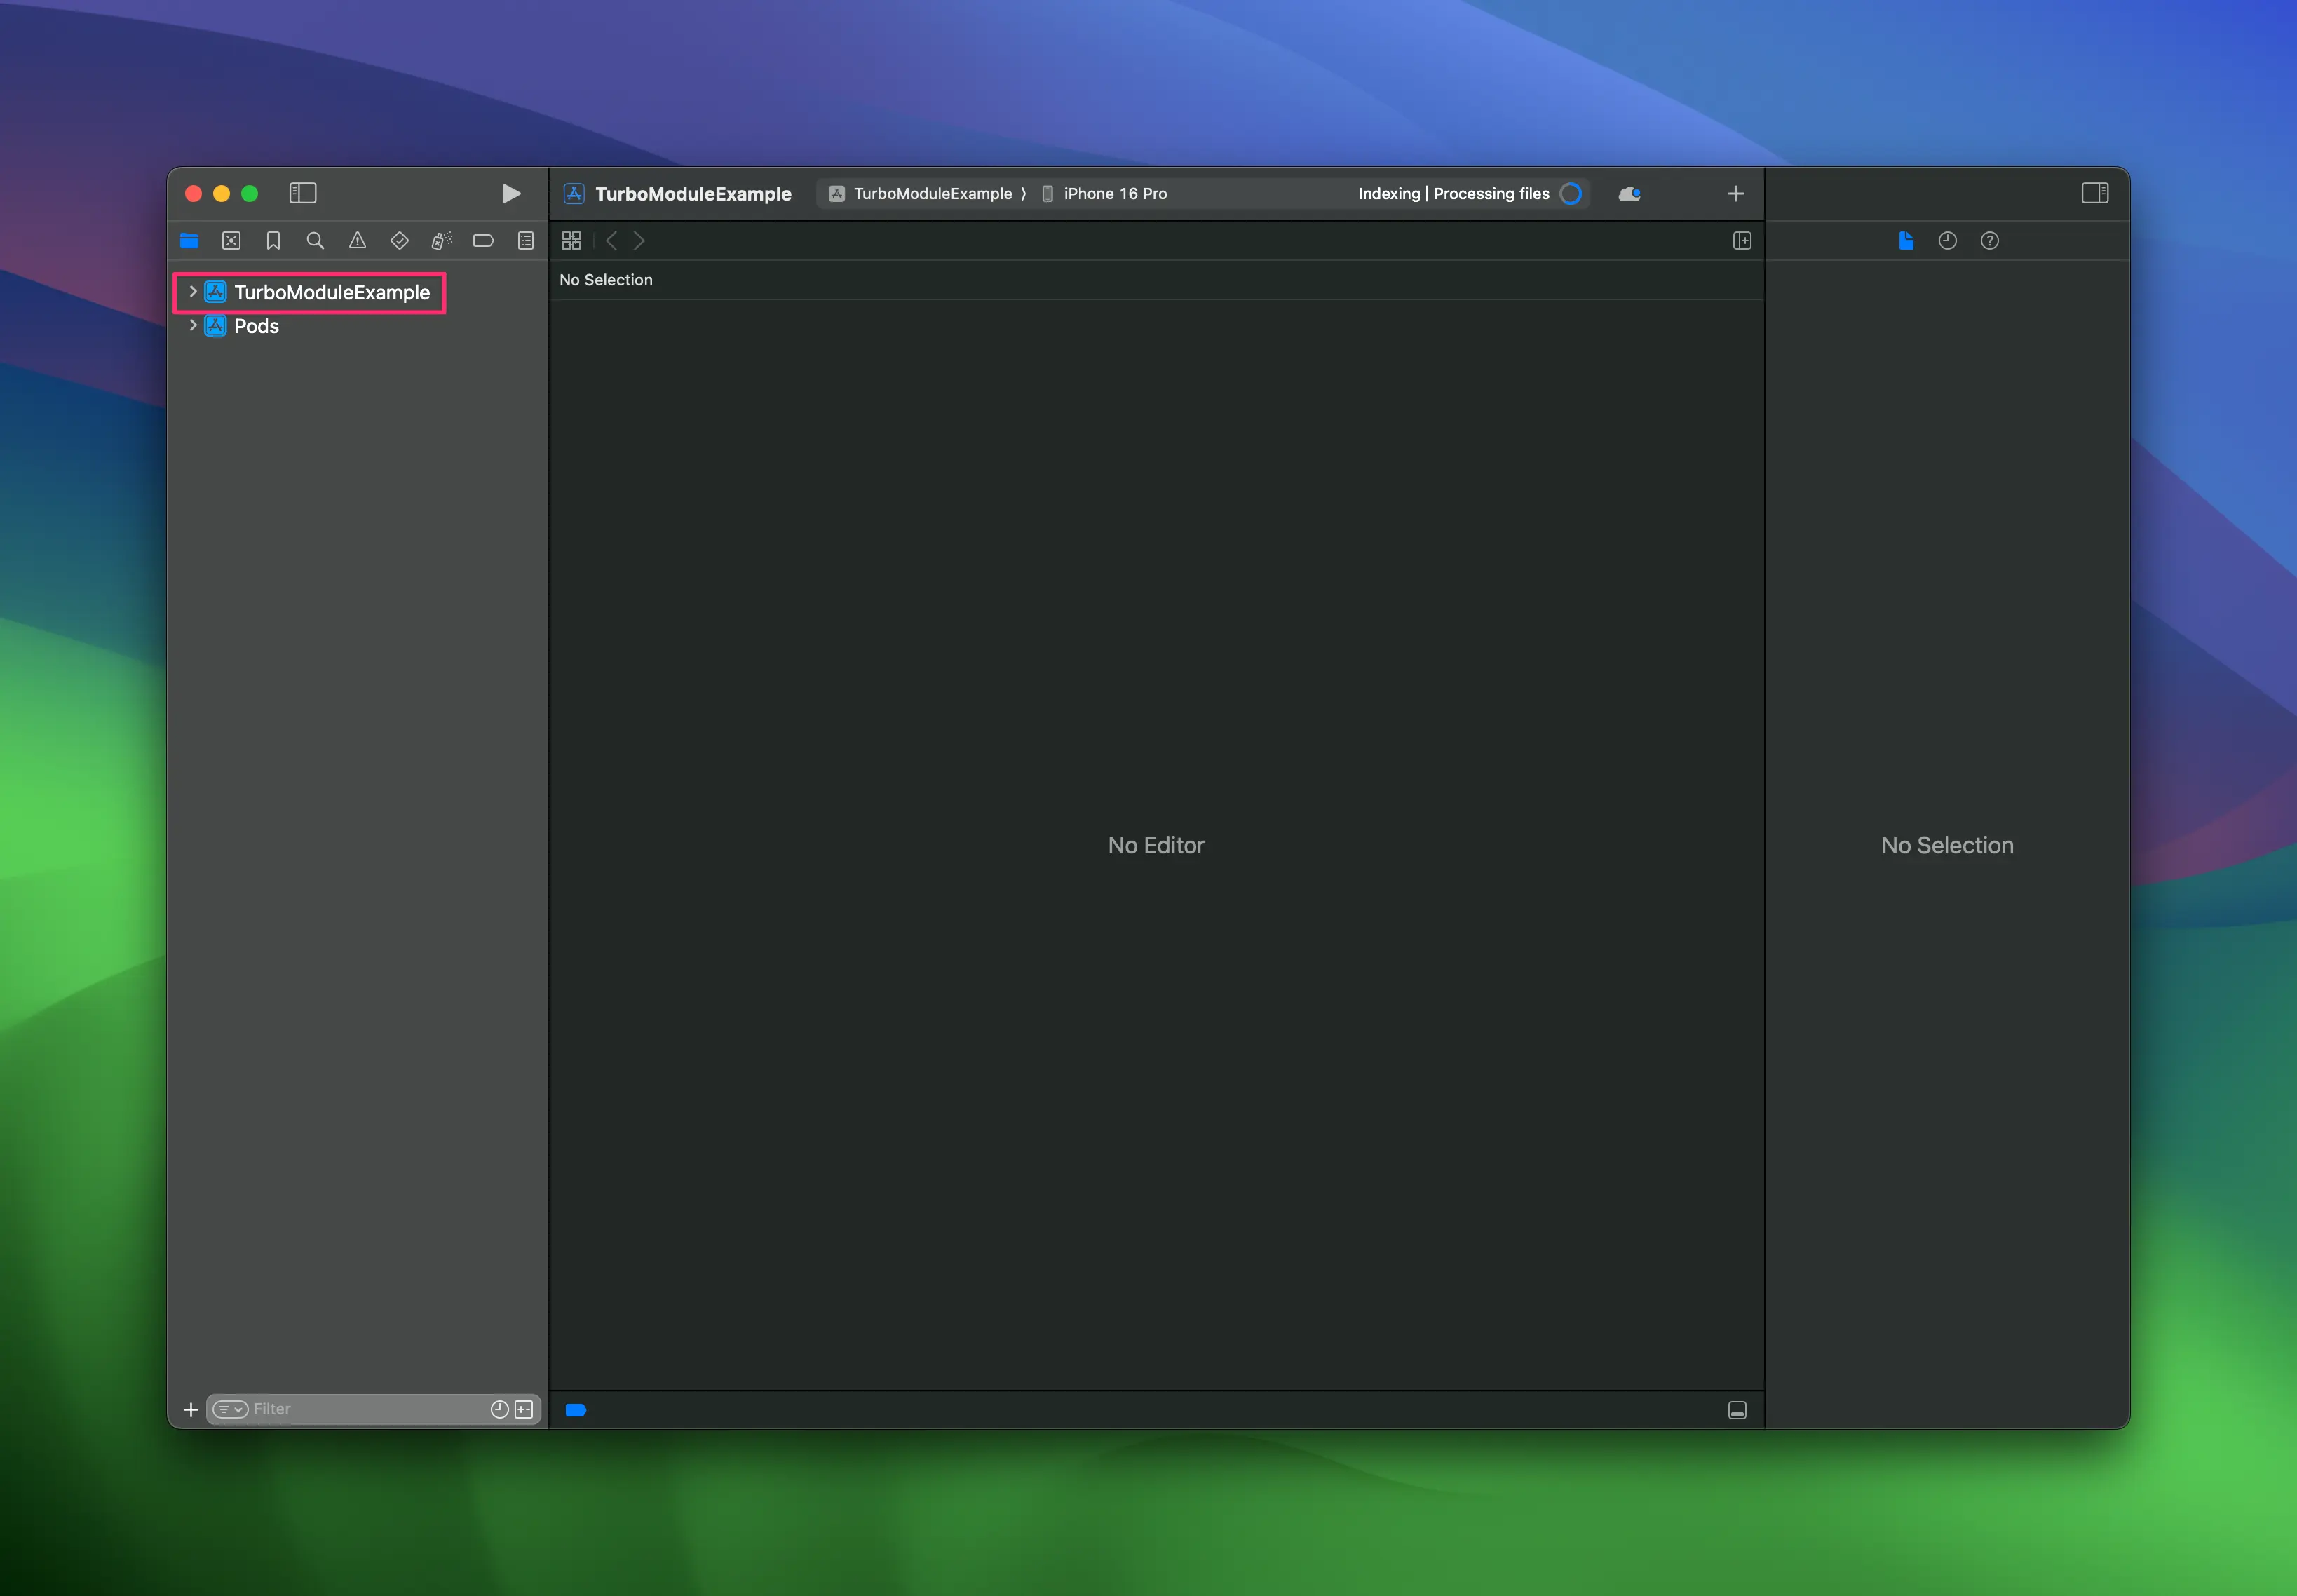 TurboModuleExample
TurboModuleExample
iPhone 16 Pro
Indexing | Processing files
No Selection
TurboModuleExample
Pods
No Editor
No Selection
Filter